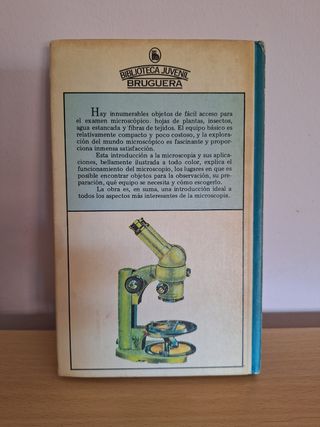 BIBLIOTECA JUVENIL
BRUGUERA
Hay innumerables objetos de fácil acceso para
el examen microscópico. hojas de plantas, insectos,
agua estancada y fibras de tejidos. El equipo básico es
relativamente compacto y poco costoso, y la explora-
ción del mundo microscópico es fascinante y propor-
ciona inmensa satisfacción.
Esta introducción a la microscopia y sus aplica-
ciones, bellamente ilustrada a todo color, explica el
funcionamiento del microscopio, los lugares en que es
posible encontrar objetos para la observación, su pre-
paración, qué equipo se necesita y cómo escogerlo.
La obra es, en suma, una introducción ideal a
todos los aspectos más interesantes de la microscopia.